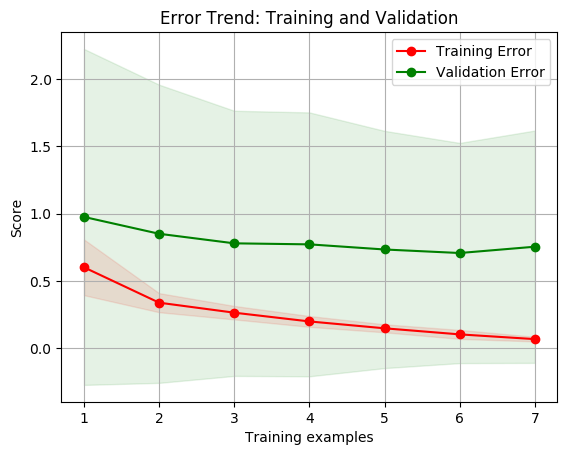 Error Trend: Training and Validation
Training Error
Validation Error
Score
2.0
1.5
1.0
0.5
0.0
1 2 3 4 5 6 7
Training examples